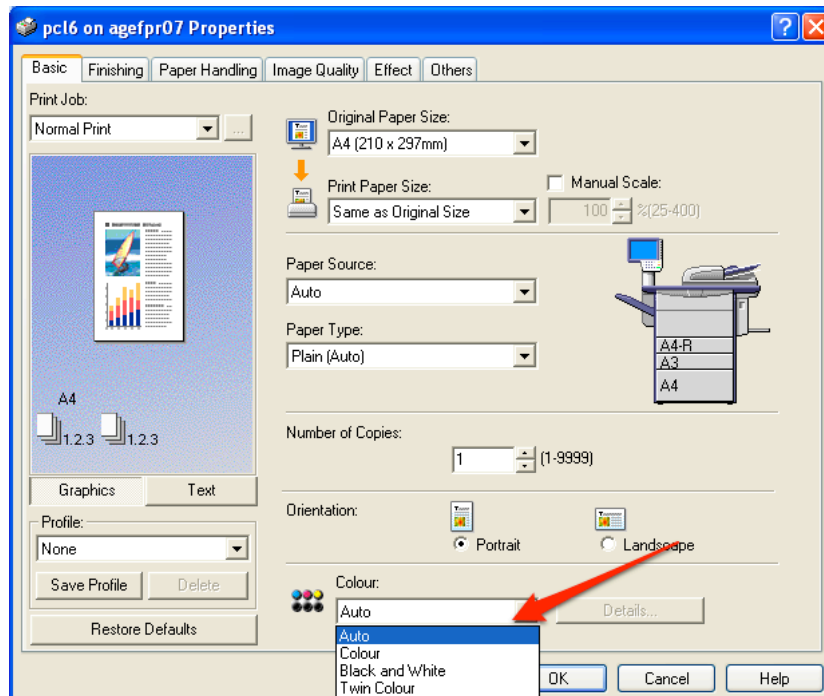 pcl6 on agefpr07 Properties
Basic Finishing Paper Handling Image Quality Effect Others
Print Job:
Normal Print ...
A4
1.2.3 1.2.3
Graphics Text
Profile:
None
Save Profile Delete
Restore Defaults
Original Paper Size:
A4 (210 x 297mm)
Print Paper Size:
Same as Original Size
Manual Scale:
100 %(25-400)
Paper Source:
Auto
Paper Type:
Plain (Auto)
A4-R
A3
A4
Number of Copies:
1 (1-9999)
Orientation:
Portrait Landscape
Colour:
Auto Details...
Auto
Colour
Black and White
Twin Colour
OK Cancel Help